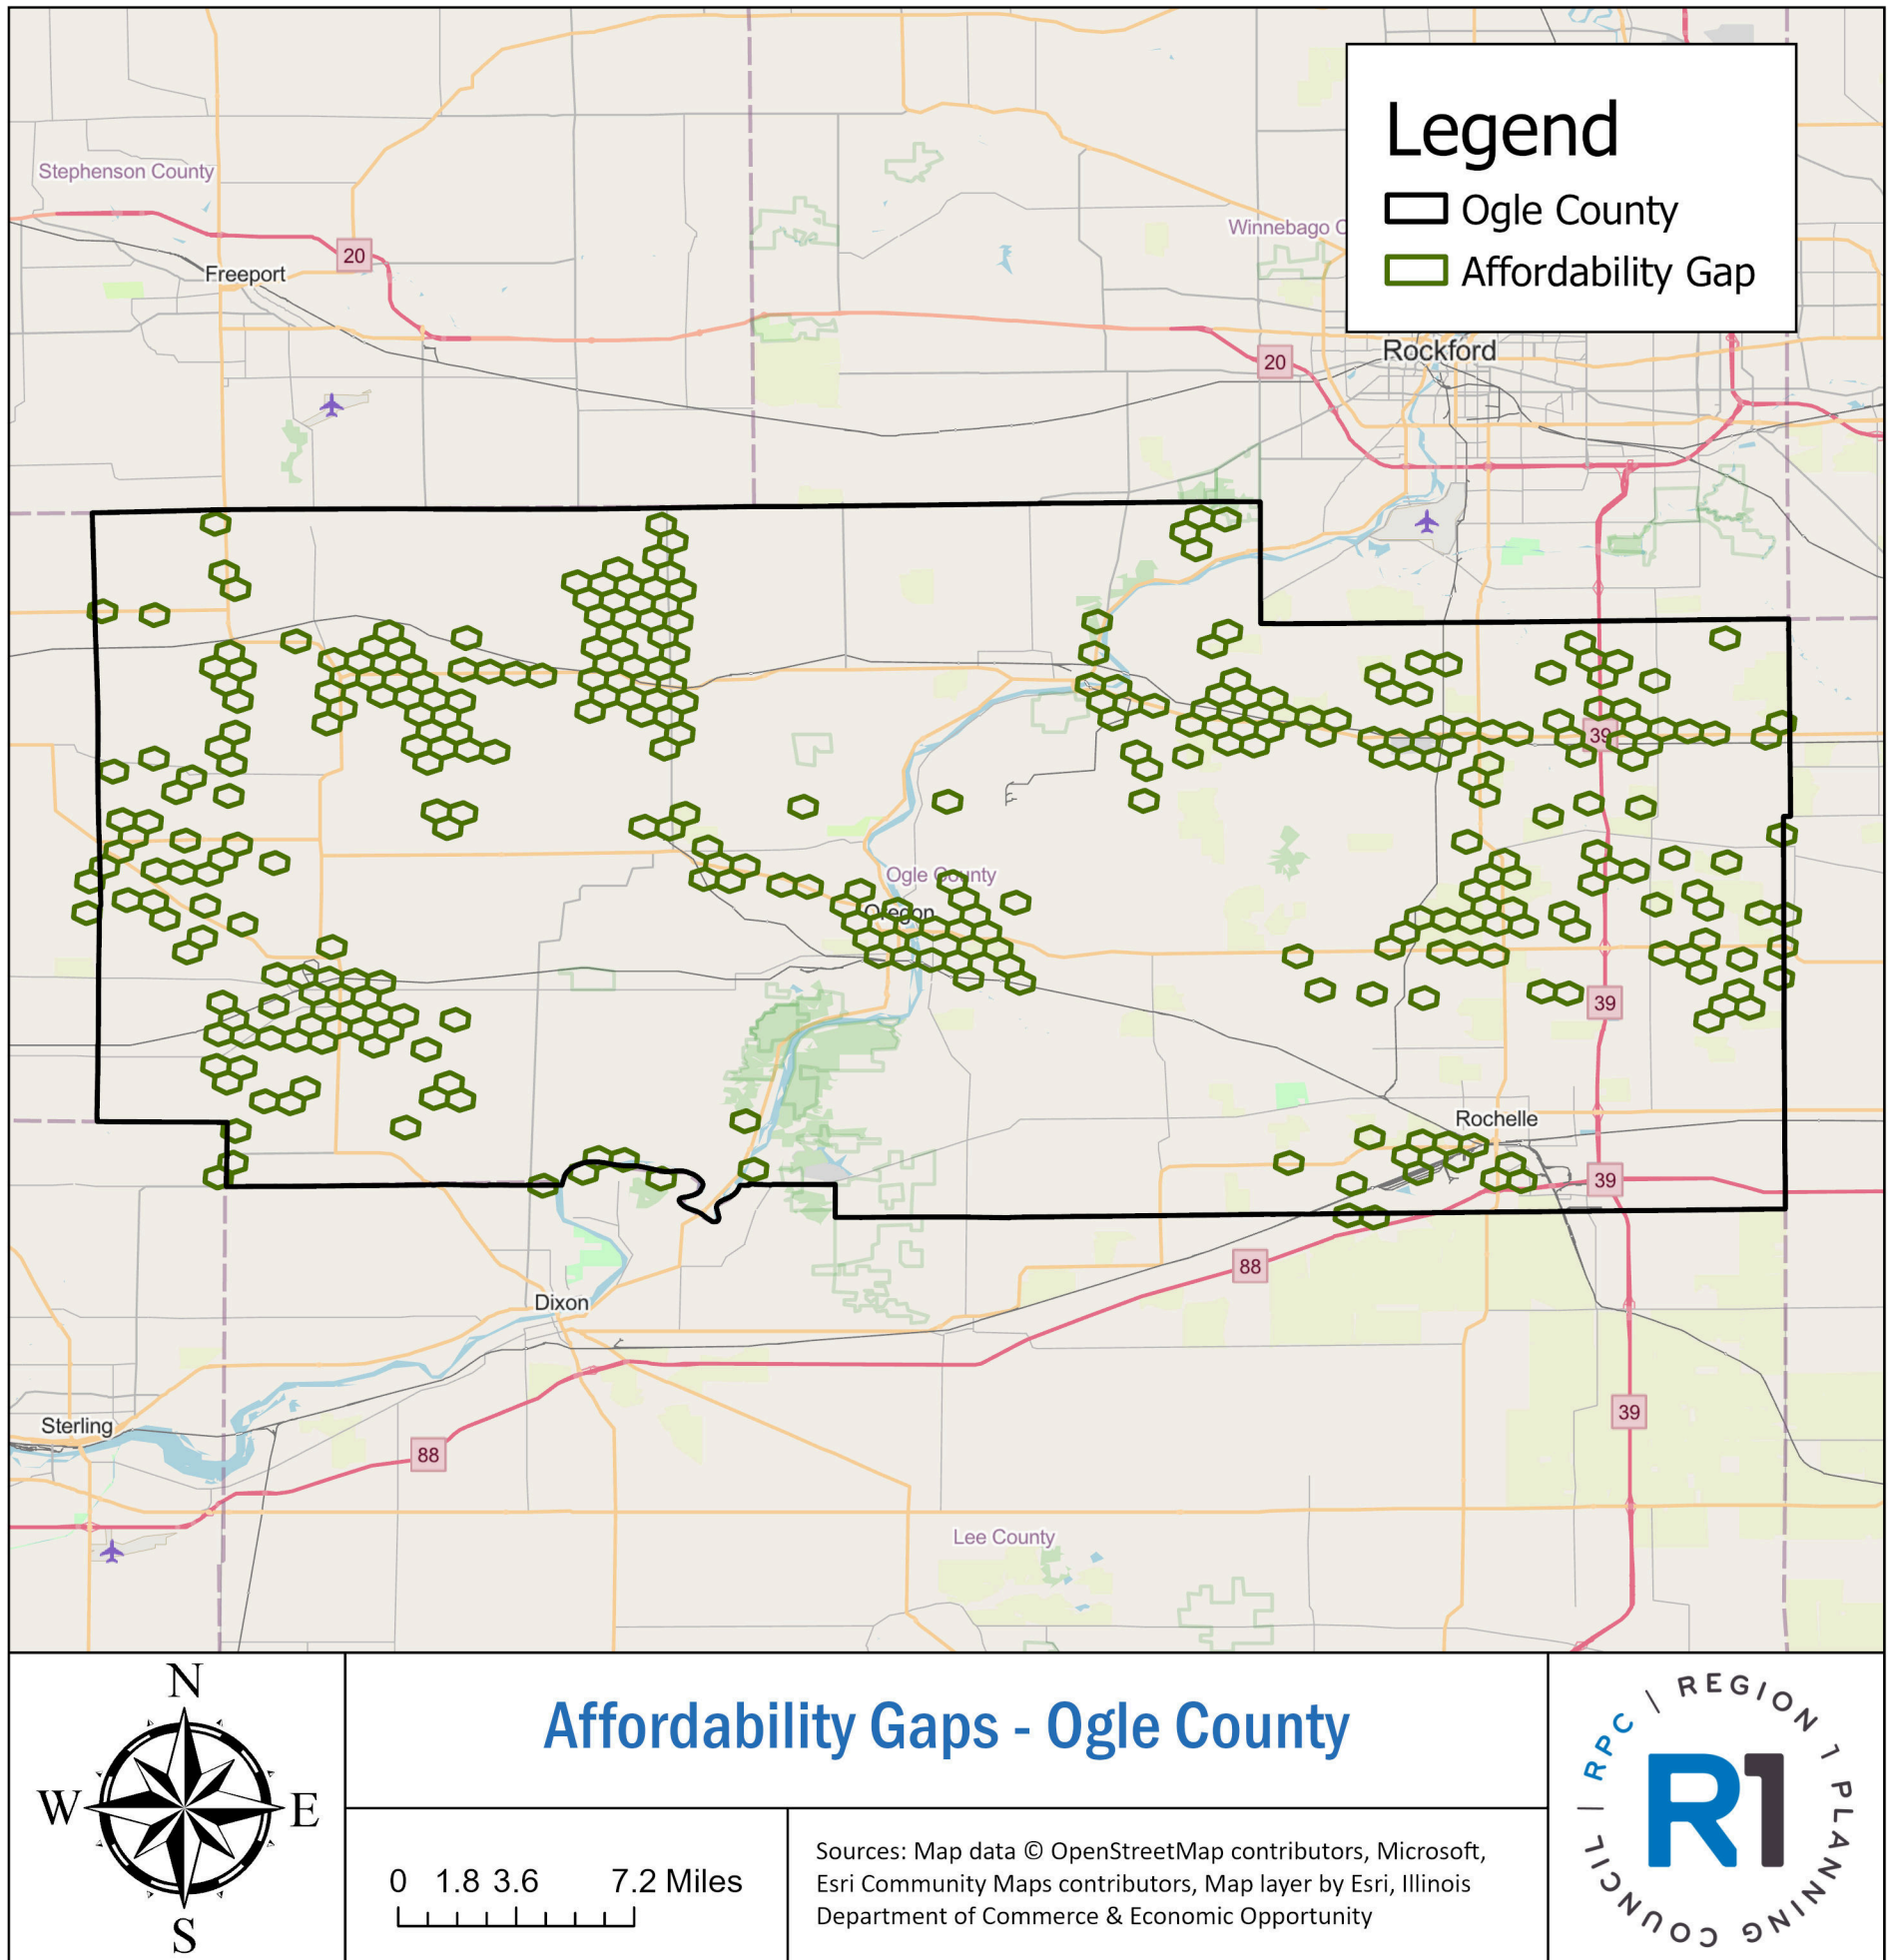 Legend
Ogle County
Affordability Gap
Stephenson County
Winnebago C
20
Freeport
Rockford
20
39
Ogle County
Oregon
39
Rochelle
39
88
Dixon
39
Sterling
88
Lee County
N
W
E
S
Affordability Gaps - Ogle County
0 1.8 3.6 7.2 Miles
Sources: Map data © OpenStreetMap contributors, Microsoft,
Esri Community Maps contributors, Map layer by Esri, Illinois
Department of Commerce & Economic Opportunity
R1
| RPC | REGION 1 PLANNING COUNCIL